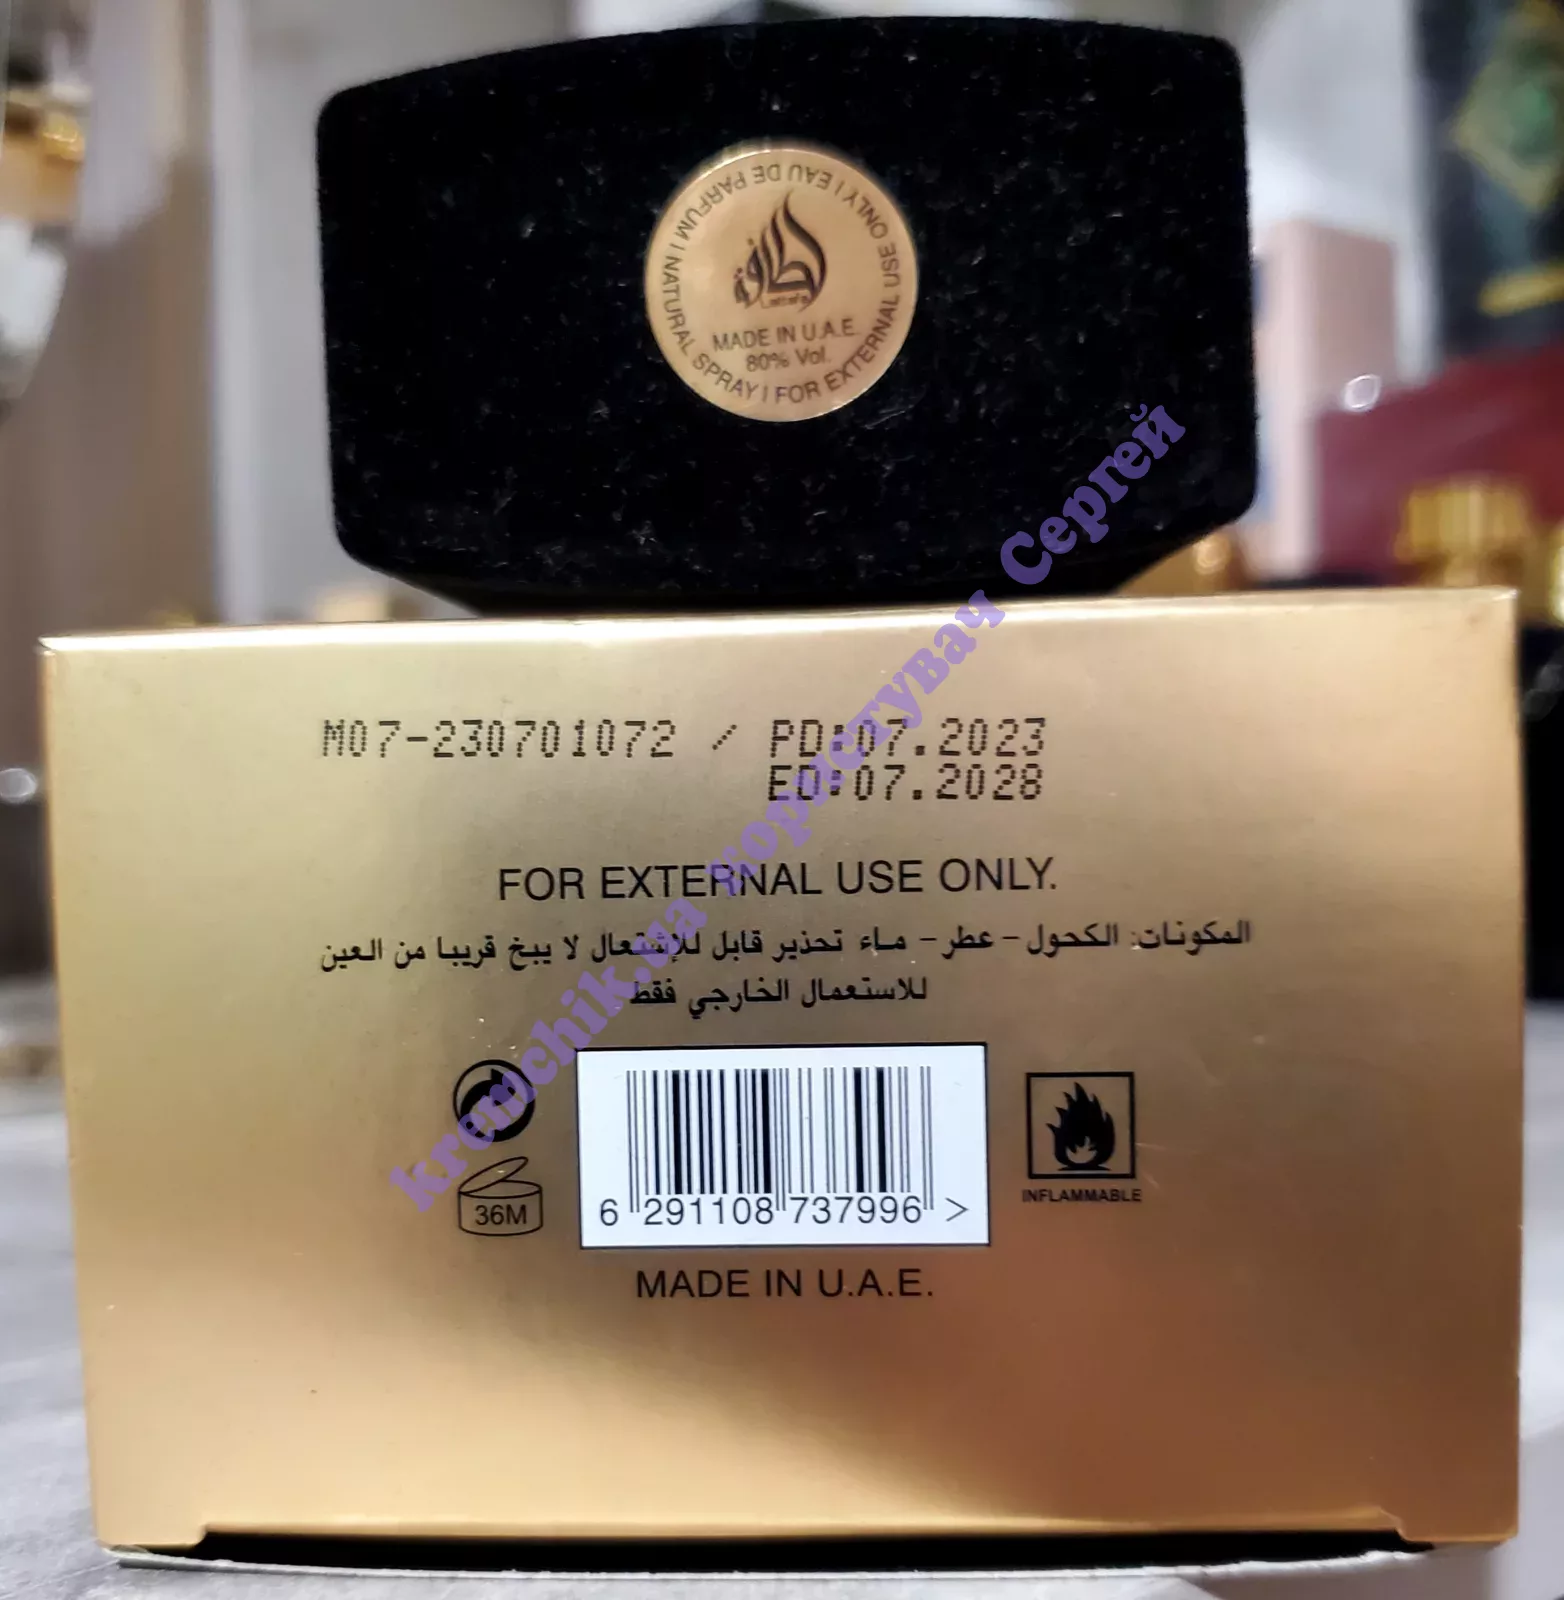 EAU DE PARFUM | NATURAL SPRAY | FOR EXTERNAL USE ONLY |
لطافة
Lattafa
MADE IN U.A.E.
80% Vol.
M07-230701072 / PD:07.2023
ED:07.2028
FOR EXTERNAL USE ONLY.
المكونات: الكحول - عطر - ماء تحذير قابل للإشتعال لا يبخ قريبا من العين
للاستعمال الخارجي فقط
36M
6 291108 737996 >
INFLAMMABLE
MADE IN U.A.E.
kremchik.ua користувач Сергей